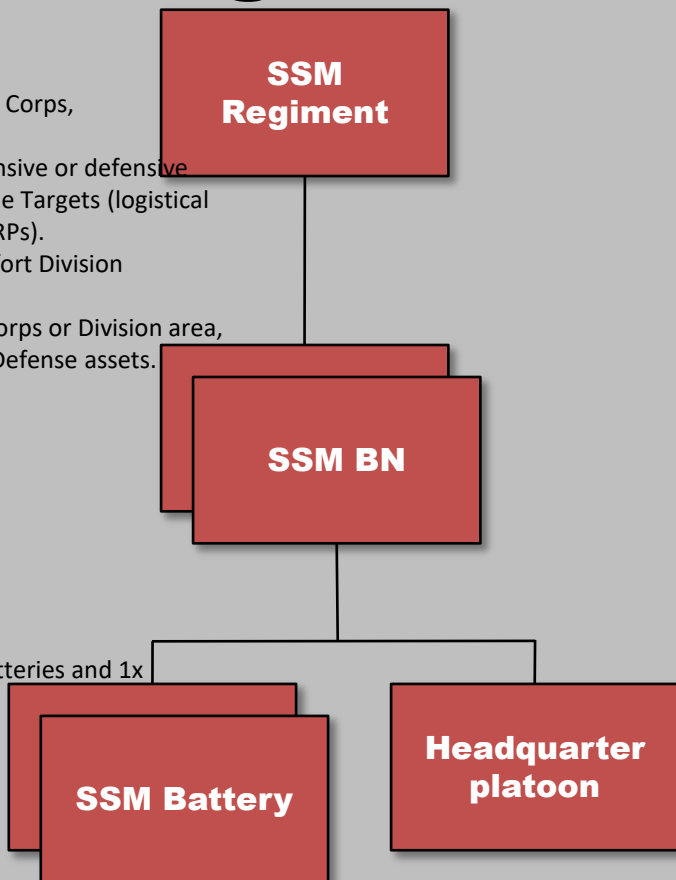 SSM
Regiment
Corps,
nsive or defensive
e Targets (logistical
RPs).
ort Division
orps or Division area,
Defense assets.
SSM BN
tteries and 1x
SSM Battery
Headquarter
platoon